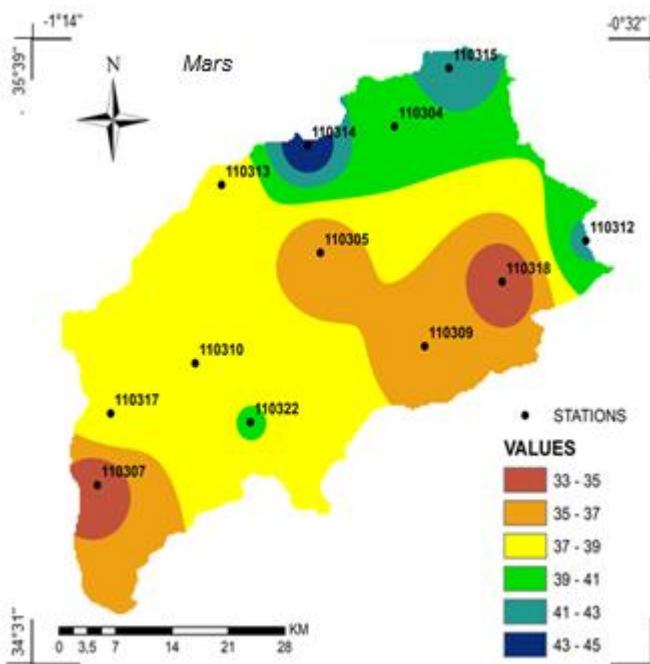 -1°14" -0°32"
35°39"
N
Mars
110315
110304
110314
110313
110312
110305
110318
110309
110310
110317
110322
110307
STATIONS
VALUES
33 - 35
35 - 37
37 - 39
39 - 41
41 - 43
43 - 45
34°31"
KM
0 3.5 7 14 21 28